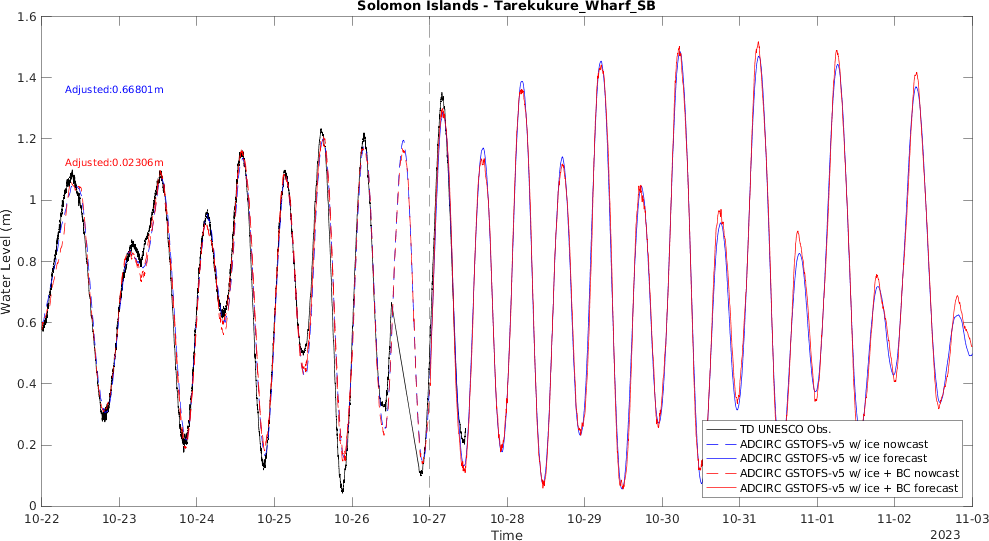 Solomon Islands - Tarekukure_Wharf_SB
1.6
1.4
1.2
1
0.8
0.6
0.4
0.2
0
Water Level (m)
Adjusted:0.66801m
Adjusted:0.02306m
TD UNESCO Obs.
ADCIRC GSTOFS-v5 w/ ice nowcast
ADCIRC GSTOFS-v5 w/ ice forecast
ADCIRC GSTOFS-v5 w/ ice + BC nowcast
ADCIRC GSTOFS-v5 w/ ice + BC forecast
10-22 10-23 10-24 10-25 10-26 10-27 10-28 10-29 10-30 10-31 11-01 11-02 11-03
Time
2023